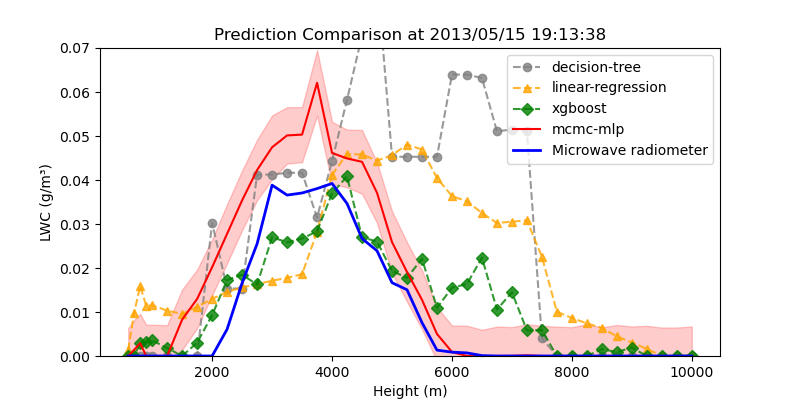 Prediction Comparison at 2013/05/15 19:13:38
0.07
0.06
0.05
0.04
0.03
0.02
0.01
0.00
LWC (g/m³)
decision-tree
linear-regression
xgboost
mcmc-mlp
Microwave radiometer
2000 4000 6000 8000 10000
Height (m)